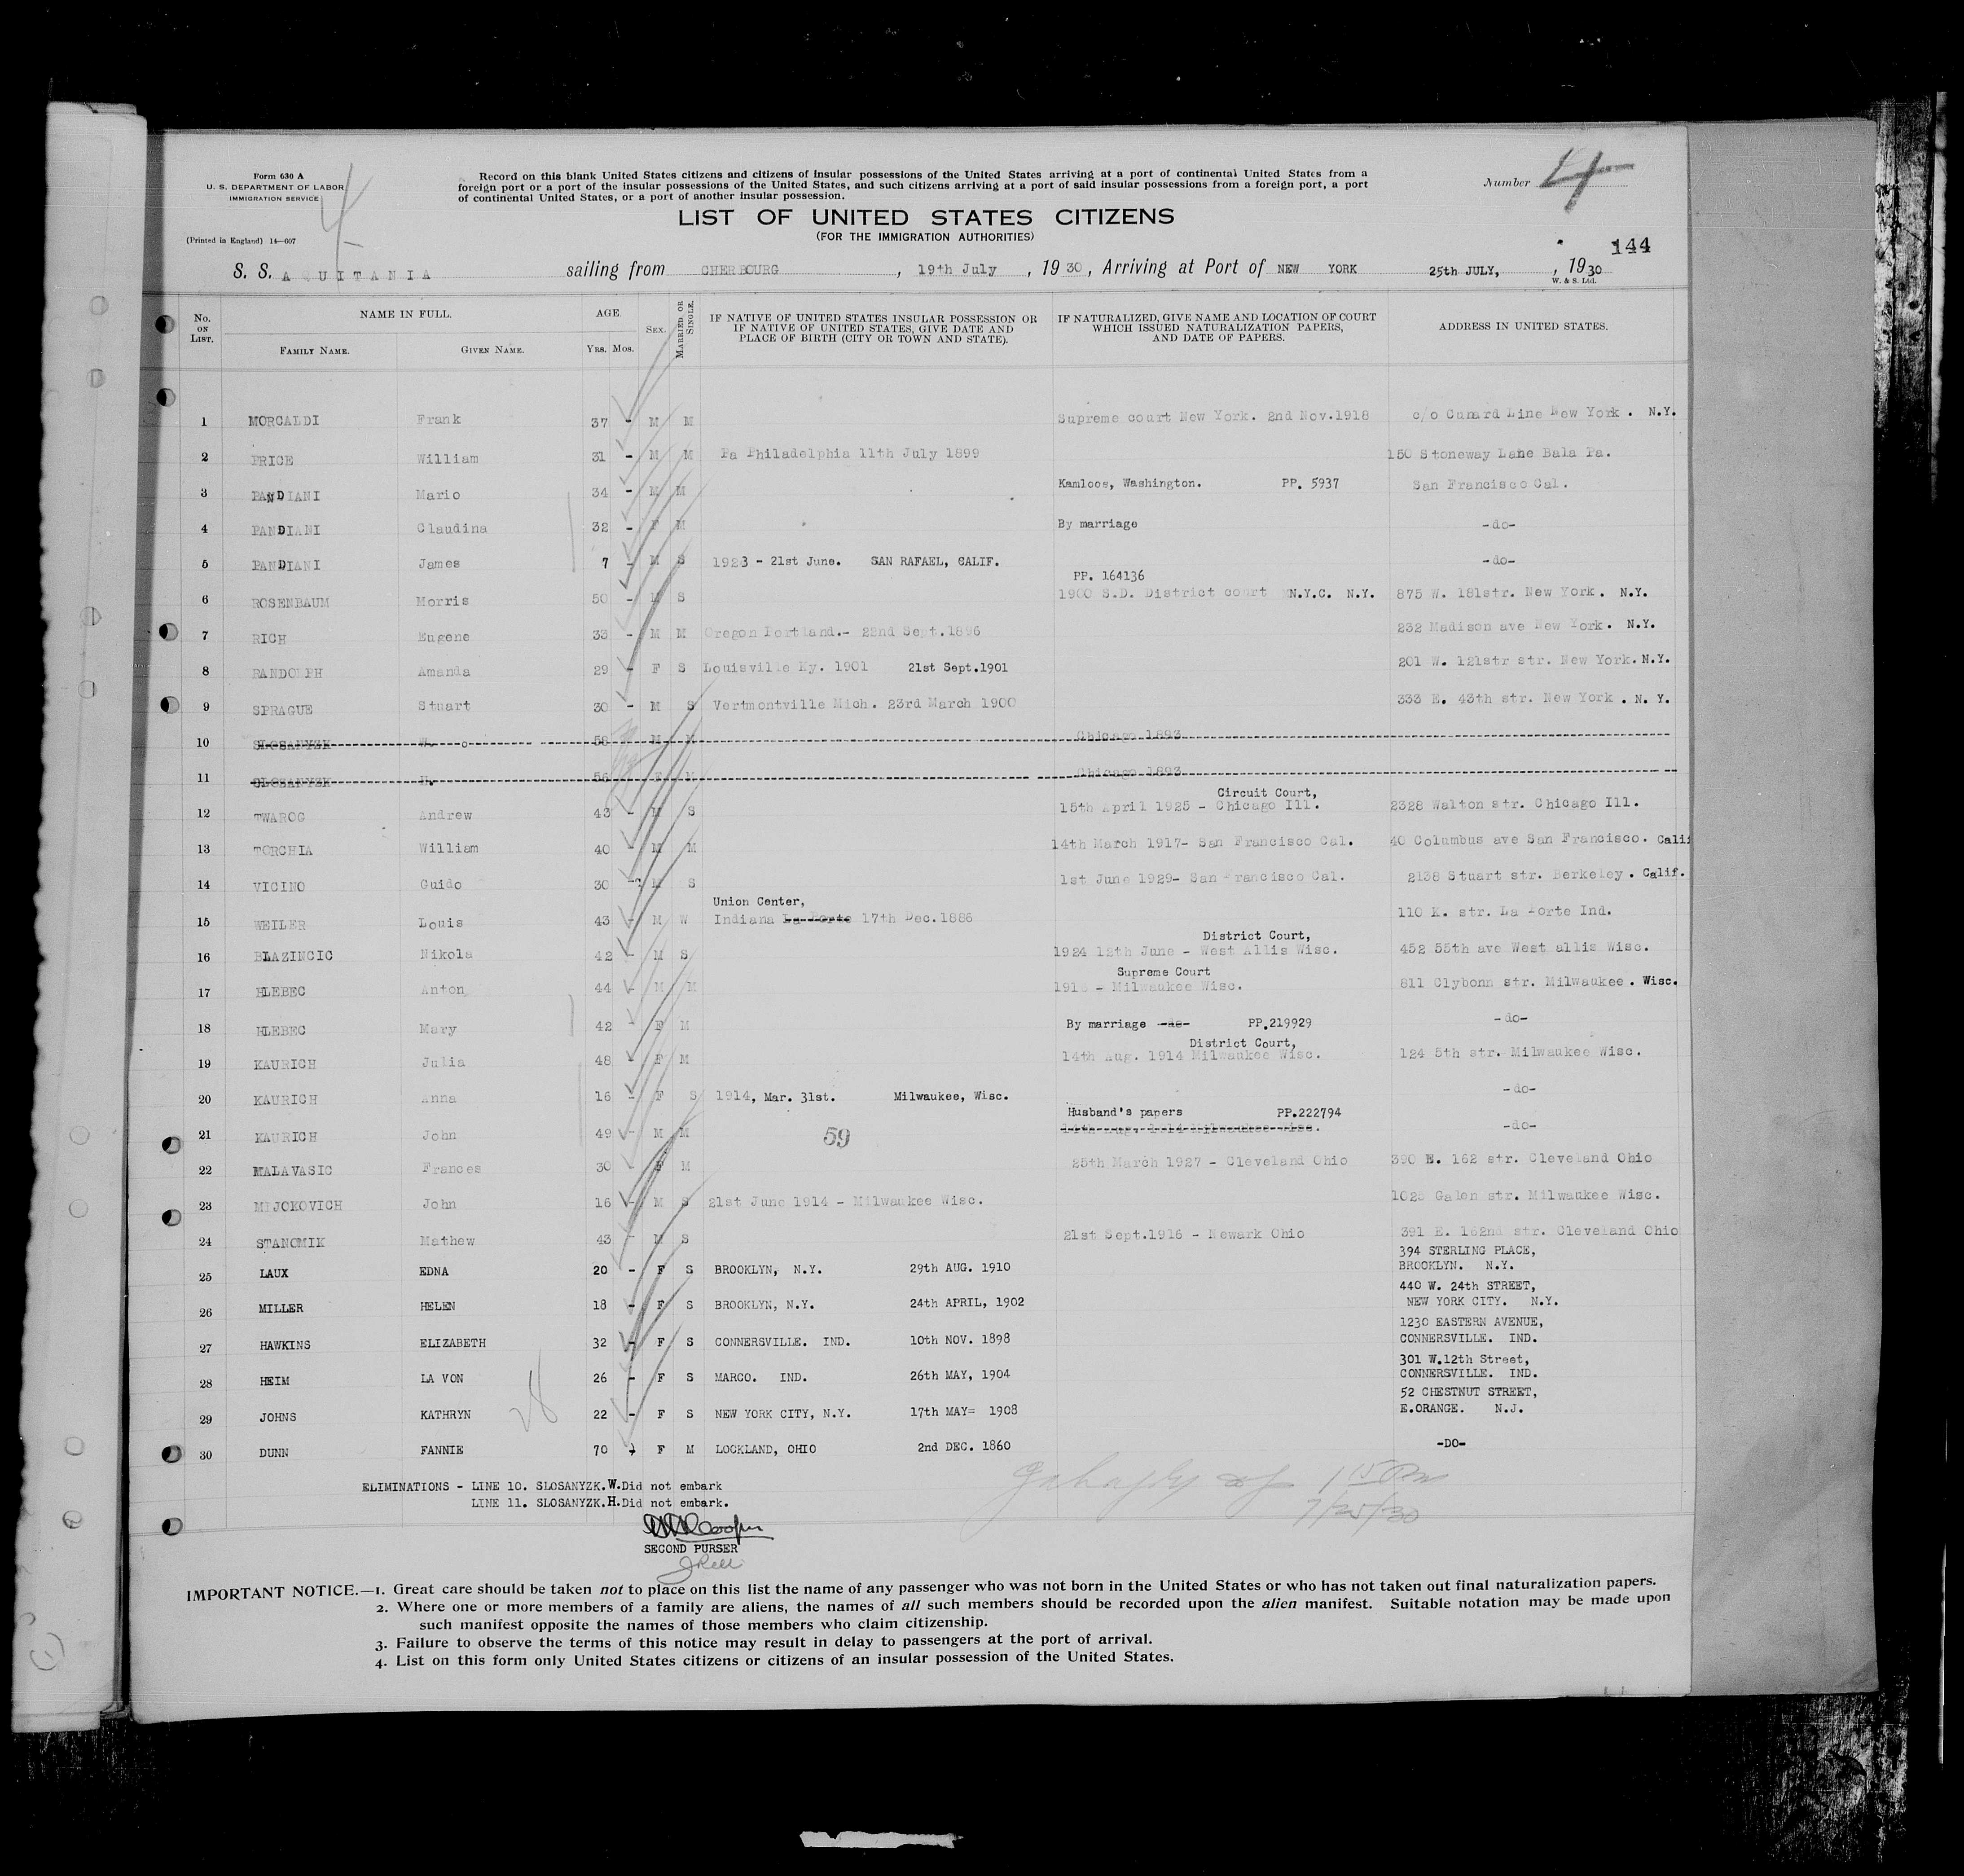 Form 630 A
U. S. DEPARTMENT OF LABOR
IMMIGRATION SERVICE
4
(Printed in England) 14—607
Record on this blank United States citizens and citizens of insular possessions of the United States arriving at a port of continental United States from a
foreign port or a port of the insular possessions of the United States, and such citizens arriving at a port of said insular possessions from a foreign port, a port
of continental United States, or a port of another insular possession.
Number 4
LIST OF UNITED STATES CITIZENS
(FOR THE IMMIGRATION AUTHORITIES)
144
S. S. AQUITANIA sailing from CHERBOURG, 19th July, 1930, Arriving at Port of NEW YORK 25th JULY, , 1930
W. & S. Ltd.
No. ON LIST. NAME IN FULL. FAMILY NAME. GIVEN NAME. AGE. YRS. MOS. SEX. MARRIED OR SINGLE. IF NATIVE OF UNITED STATES INSULAR POSSESSION OR IF NATIVE OF UNITED STATES, GIVE DATE AND PLACE OF BIRTH (CITY OR TOWN AND STATE). IF NATURALIZED, GIVE NAME AND LOCATION OF COURT WHICH ISSUED NATURALIZATION PAPERS, AND DATE OF PAPERS. ADDRESS IN UNITED STATES.
1 MORCALDI Frank 37 - M M Supreme court New York. 2nd Nov.1918 c/o Cunard Line New York . N.Y.
2 PRICE William 31 - M M Pa Philadelphia 11th July 1899 150 Stoneway Lane Bala Pa.
3 PANDIANI Mario 34 - M M Kamloos, Washington. PP. 5937 San Francisco Cal.
4 PANDIANI Claudina 32 - F M By marriage -do-
5 PANDIANI James 7 - M S 1923 - 21st June. SAN RAFAEL, CALIF. -do-
PP. 164136
6 ROSENBAUM Morris 50 - M S 1900 S.D. District court N.Y.C. N.Y. 875 W. 181str. New York. N.Y.
7 RICH Eugene 33 - M M Oregon Portland.- 22nd Sept.1896 232 Madison ave New York. N.Y.
8 RANDOLPH Amanda 29 - F S Louisville Ky. 1901 21st Sept.1901 201 W. 121str str. New York. N.Y.
9 SPRAGUE Stuart 30 - M S Vertmontville Mich. 23rd March 1900 333 E. 43th str. New York . N. Y.
10 SLOSANYZK W. 58 M M Chicago 1893
11 SLOSANYZK H. 56 F M Chicago 1893
Circuit Court,
12 TWAROG Andrew 43 - M S 15th April 1925 - Chicago Ill. 2328 Walton str. Chicago Ill.
13 TORCHIA William 40 - M M 14th March 1917- San Francisco Cal. 40 Columbus ave San Francisco. Calif
14 VICINO Guido 30 - M S 1st June 1929- San Francisco Cal. 2138 Stuart str. Berkeley. Calif.
Union Center,
15 WEILER Louis 43 - M W Indiana La Porte 17th Dec.1886 110 K. str. La Porte Ind.
District Court,
16 BLAZINCIC Nikola 42 - M S 1924 12th June - West Allis Wisc. 452 55th ave West allis Wisc.
Supreme Court
17 HLEBEC Anton 44 - M M - Milwaukee Wisc. 811 Clybonn str. Milwaukee . Wisc.
18 HLEBEC Mary 42 - F M By marriage -do- PP.219929 -do-
District Court,
19 KAURICH Julia 48 - F M 14th Aug. 1914 Milwaukee Wisc. 124 5th str. Milwaukee Wisc.
20 KAURICH Anna 16 - F S 1914, Mar. 31st. Milwaukee, Wisc. -do-
Husband's papers PP.222794
21 KAURICH John 49 - M M 59 14th Aug. 1914 Milwaukee Wisc. -do-
22 MALAVASIC Frances 30 - F M 25th March 1927 - Cleveland Ohio 390 E. 162 str. Cleveland Ohio
23 MIJOKOVICH John 16 - M S 21st June 1914 - Milwaukee Wisc. Galen str. Milwaukee Wisc.
24 STANOMIK Mathew 43 - M S 21st Sept.1916 - Newark Ohio 391 E. 162nd str. Cleveland Ohio
394 STERLING PLACE,
25 LAUX EDNA 20 - F S BROOKLYN, N.Y. 29th AUG. 1910 BROOKLYN. N.Y.
440 W. 24th STREET,
26 MILLER HELEN 18 - F S BROOKLYN, N.Y. 24th APRIL, 1902 NEW YORK CITY. N.Y.
1230 EASTERN AVENUE,
27 HAWKINS ELIZABETH 32 - F S CONNERSVILLE. IND. 10th NOV. 1898 CONNERSVILLE. IND.
301 W.12th Street,
28 HEIM LA VON 26 - F S MARCO. IND. 26th MAY, 1904 CONNERSVILLE. IND.
52 CHESTNUT STREET,
29 JOHNS KATHRYN 28 22 - F S NEW YORK CITY, N.Y. 17th MAY= 1908 E.ORANGE. N.J.
30 DUNN FANNIE 70 - F M LOCKLAND, OHIO 2nd DEC. 1860 -DO-
ELIMINATIONS - LINE 10. SLOSANYZK.W.Did not embark
LINE 11. SLOSANYZK.H.Did not embark.
7/25/30
SECOND PURSER
IMPORTANT NOTICE.—1. Great care should be taken not to place on this list the name of any passenger who was not born in the United States or who has not taken out final naturalization papers.
2. Where one or more members of a family are aliens, the names of all such members should be recorded upon the alien manifest. Suitable notation may be made upon
such manifest opposite the names of those members who claim citizenship.
3. Failure to observe the terms of this notice may result in delay to passengers at the port of arrival.
4. List on this form only United States citizens or citizens of an insular possession of the United States.